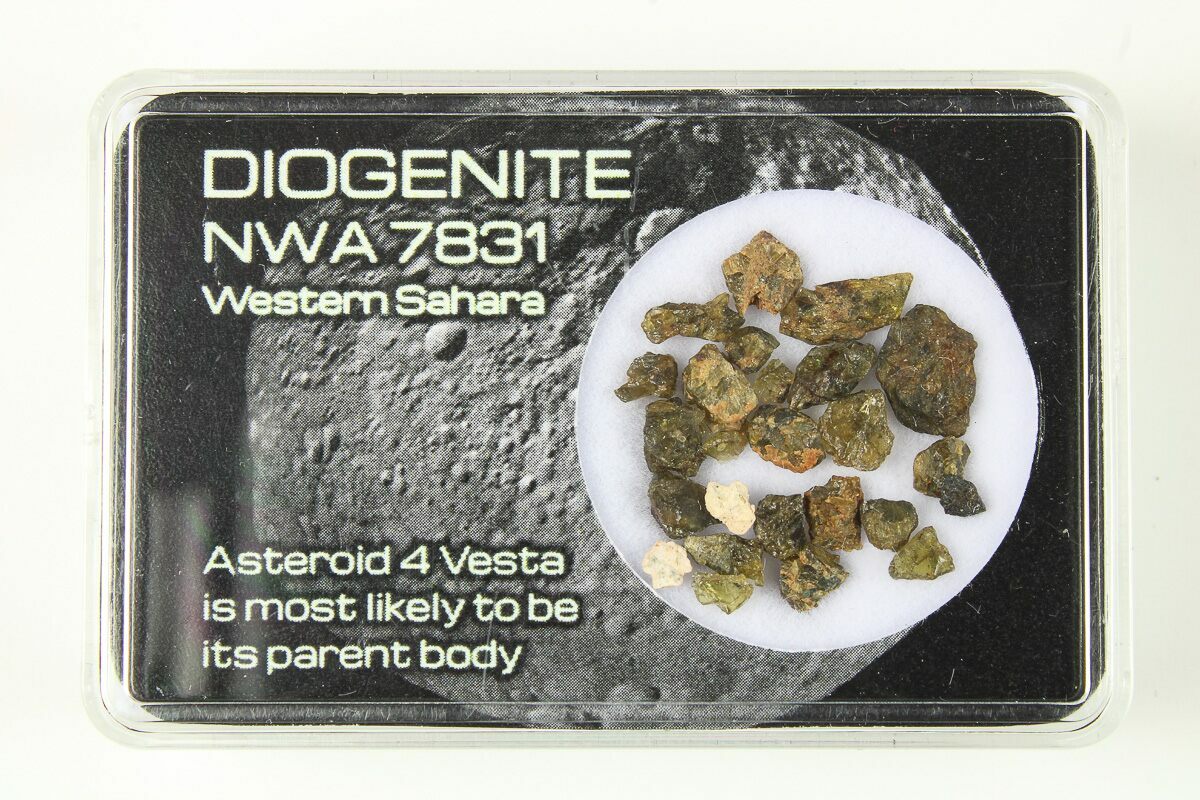 DIOGENITE
NWA 7831
Western Sahara
Asteroid 4 Vesta
is most likely to be
its parent body